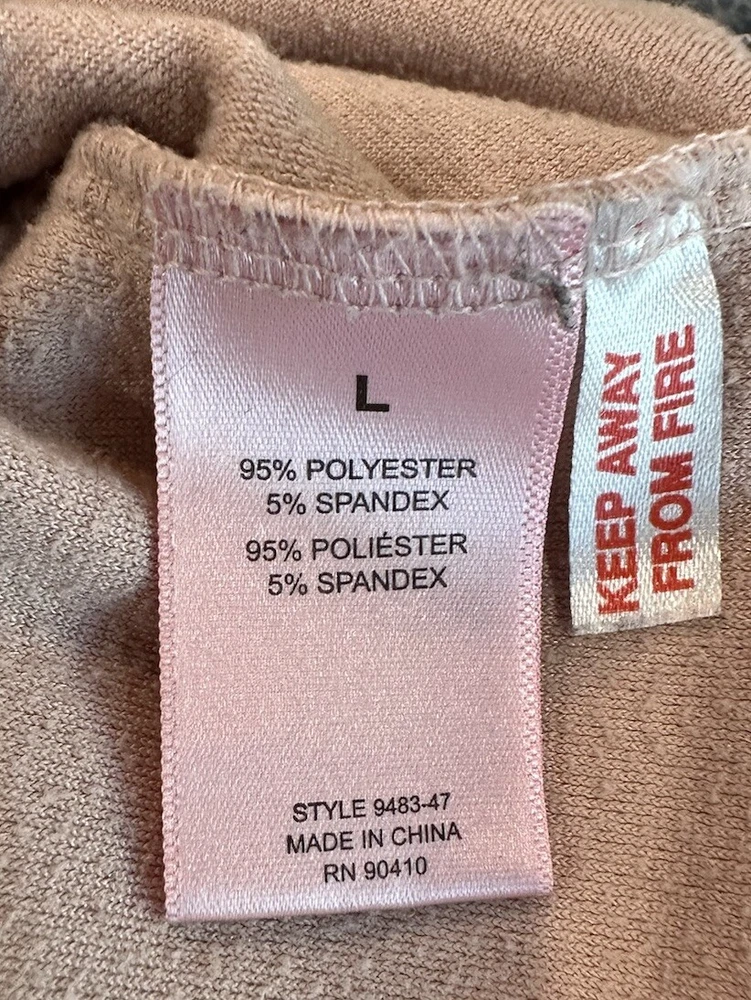 L
95% POLYESTER
5% SPANDEX
95% POLIÉSTER
5% SPANDEX
STYLE 9483-47
MADE IN CHINA
RN 90410
KEEP AWAY
FROM FIRE